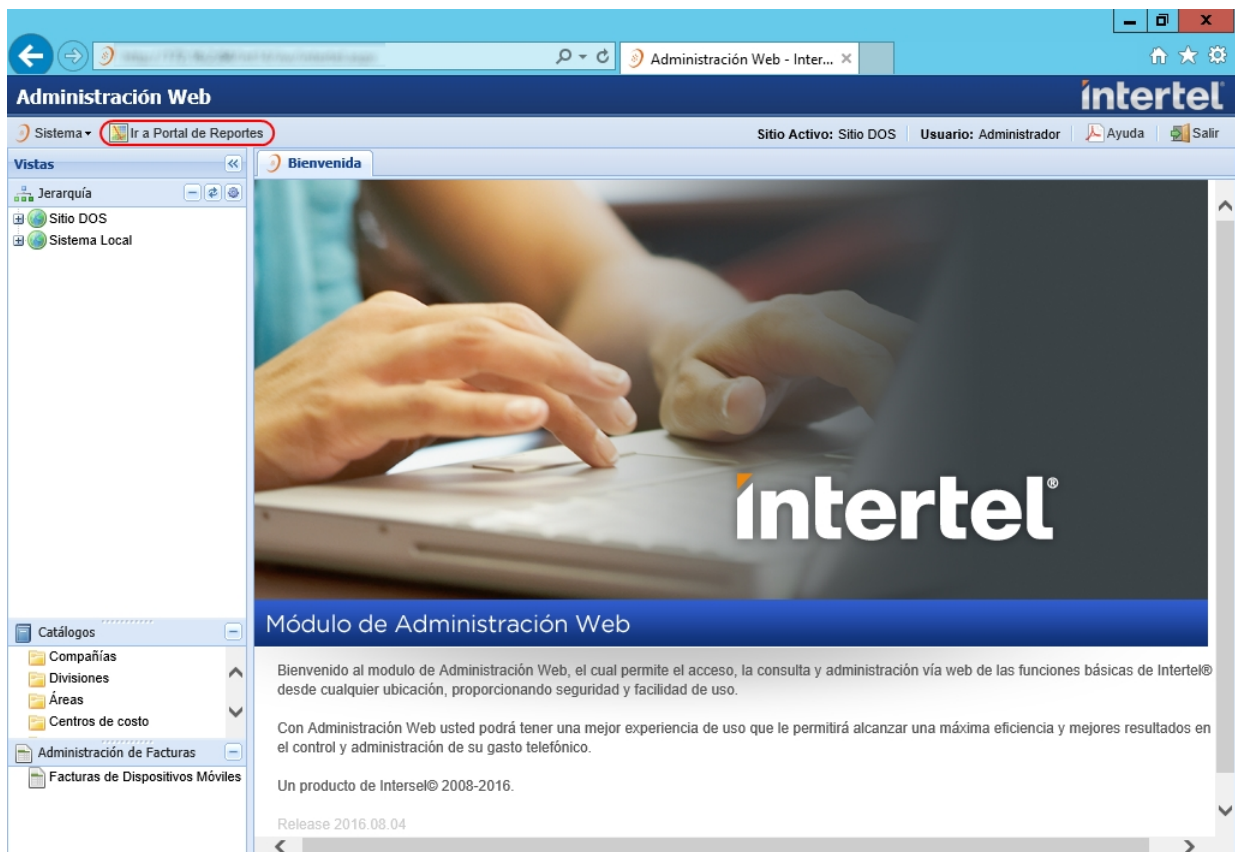 Administración Web - Inter...
Administración Web
intertel
Sistema
Ir a Portal de Reportes
Sitio Activo: Sitio DOS
Usuario: Administrador
Ayuda
Salir
Vistas
Bienvenida
Jerarquía
Sitio DOS
Sistema Local
intertel®
Catálogos
Compañías
Divisiones
Áreas
Centros de costo
Administración de Facturas
Facturas de Dispositivos Móviles
Módulo de Administración Web
Bienvenido al modulo de Administración Web, el cual permite el acceso, la consulta y administración vía web de las funciones básicas de Intertel®
desde cualquier ubicación, proporcionando seguridad y facilidad de uso.
Con Administración Web usted podrá tener una mejor experiencia de uso que le permitirá alcanzar una máxima eficiencia y mejores resultados en
el control y administración de su gasto telefónico.
Un producto de Intersel© 2008-2016.
Release 2016.08.04